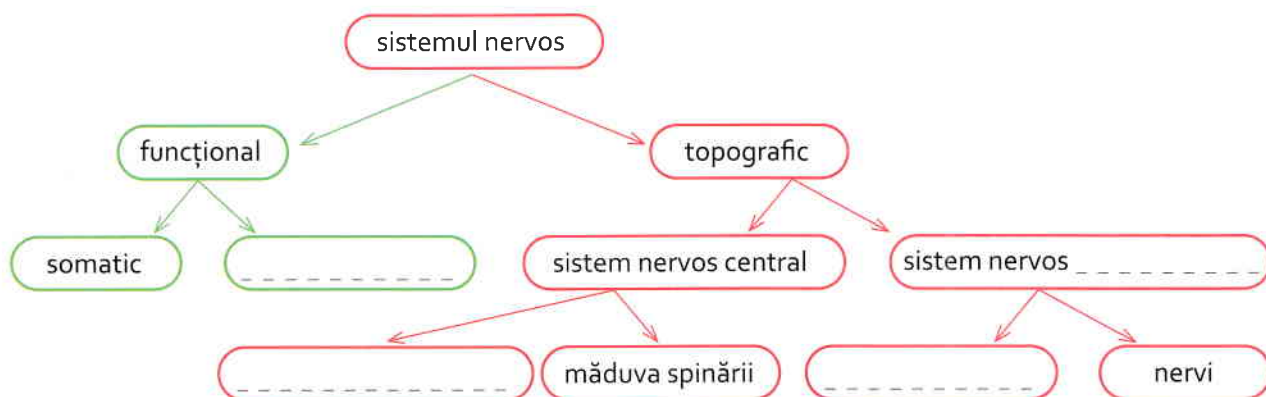 sistemul nervos
funcțional
topografic
somatic
_ _ _ _ _ _ _ _ _ _
sistem nervos central
sistem nervos _ _ _ _ _ _ _ _
_ _ _ _ _ _ _ _ _ _ _ _ _
măduva spinării
_ _ _ _ _ _ _ _ _ _
nervi